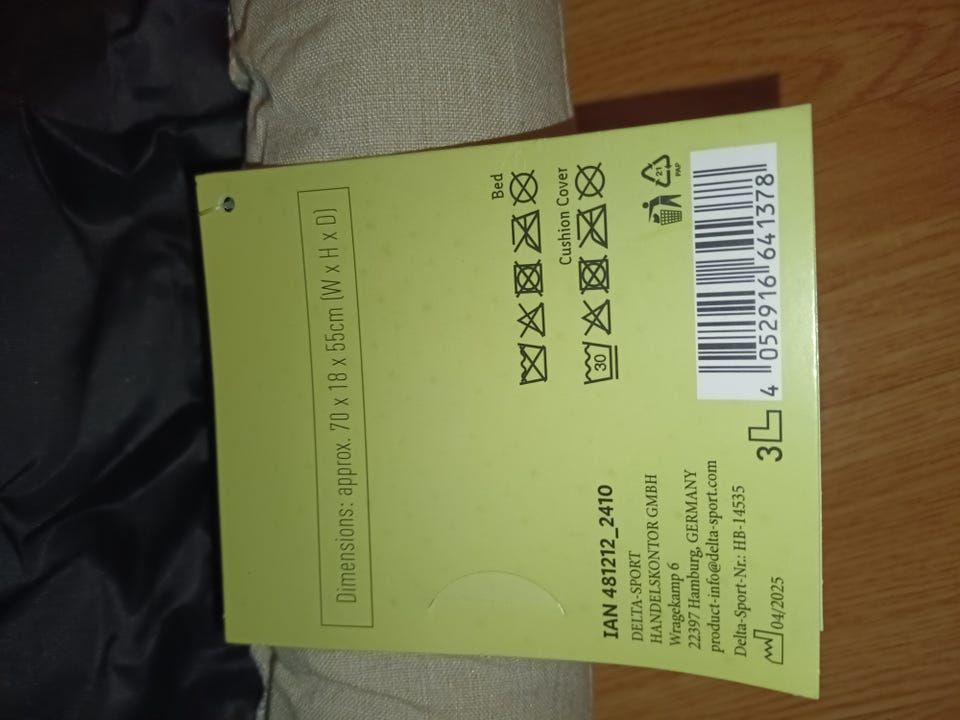 Dimensions: approx. 70 x 18 x 55cm (W x H x D)
Bed
Cushion Cover
30
21
PAP
IAN 481212_2410
DELTA-SPORT
HANDELSKONTOR GMBH
Wragekamp 6
22397 Hamburg, GERMANY
product-info@delta-sport.com
Delta-Sport-Nr.: HB-14535
04/2025
3
4 052916 641378